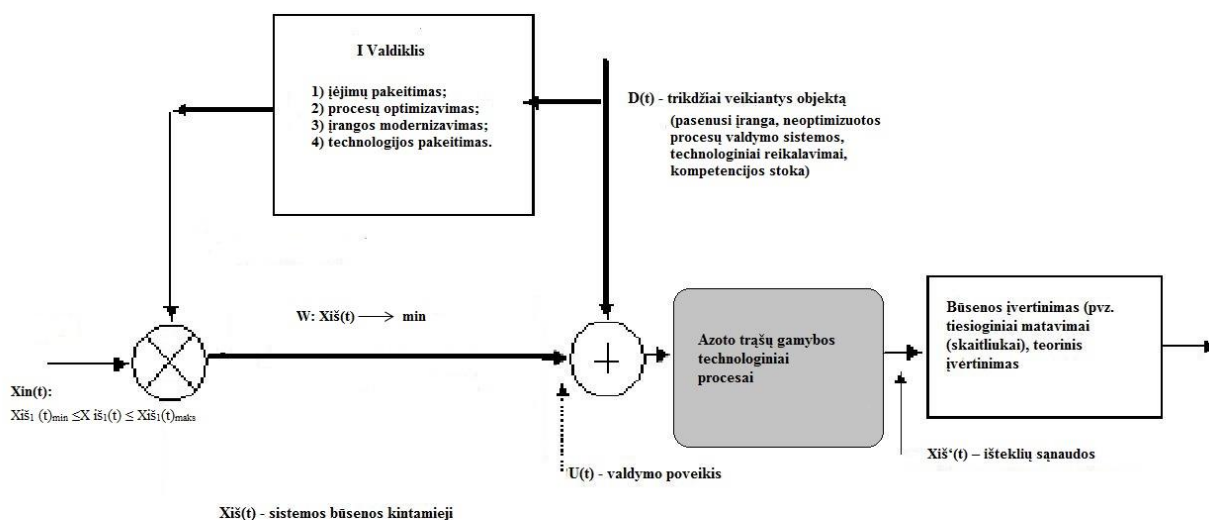 I Valdiklis
1) įėjimų pakeitimas;
2) procesų optimizavimas;
3) įrangos modernizavimas;
4) technologijos pakeitimas.
D(t) - trikdžiai veikiantys objektą
(pasenusi įranga, neoptimizuotos
procesų valdymo sistemos,
technologiniai reikalavimai,
kompetencijos stoka)
W: Xiš(t) → min
Xin(t):
Xiš₁ (t)min ≤X iš₁(t) ≤ Xiš₁(t)maks
+
Azoto trąšų gamybos
technologiniai
procesai
Būsenos įvertinimas (pvz.
tiesioginiai matavimai
(skaitliukai), teorinis
įvertinimas
U(t) - valdymo poveikis
Xiš‘(t) – išteklių sąnaudos
Xiš(t) - sistemos būsenos kintamieji